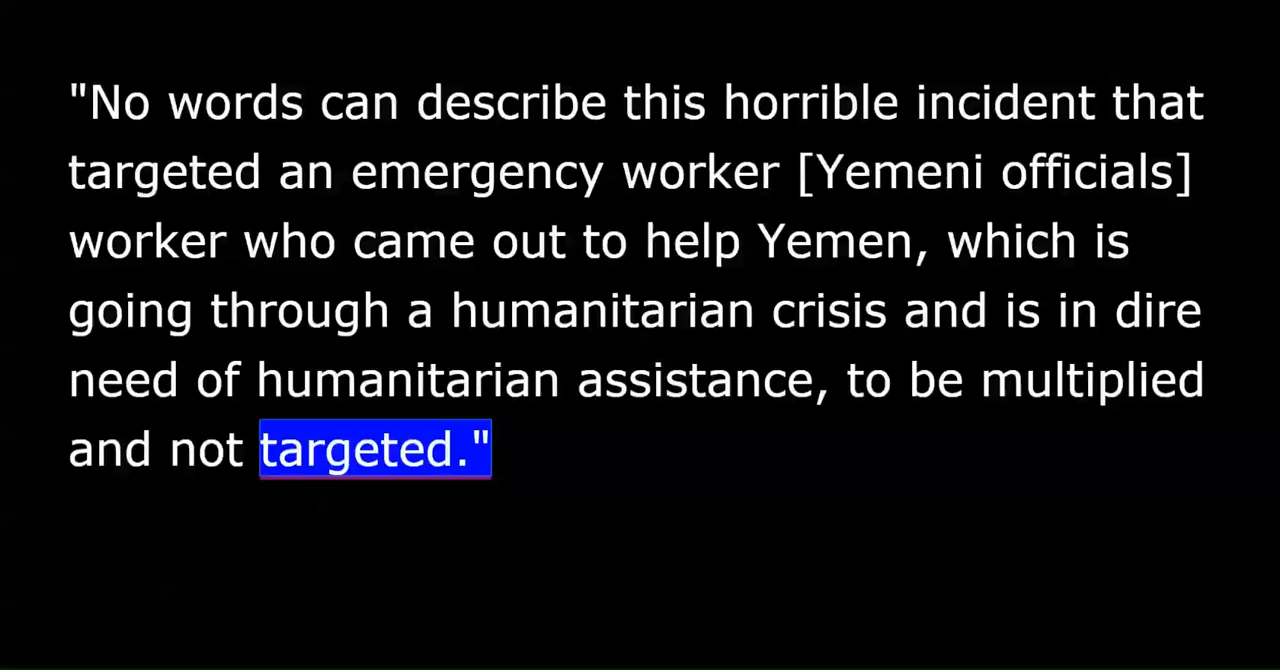 "No words can describe this horrible incident that
targeted an emergency worker [Yemeni officials]
worker who came out to help Yemen, which is
going through a humanitarian crisis and is in dire
need of humanitarian assistance, to be multiplied
and not targeted."